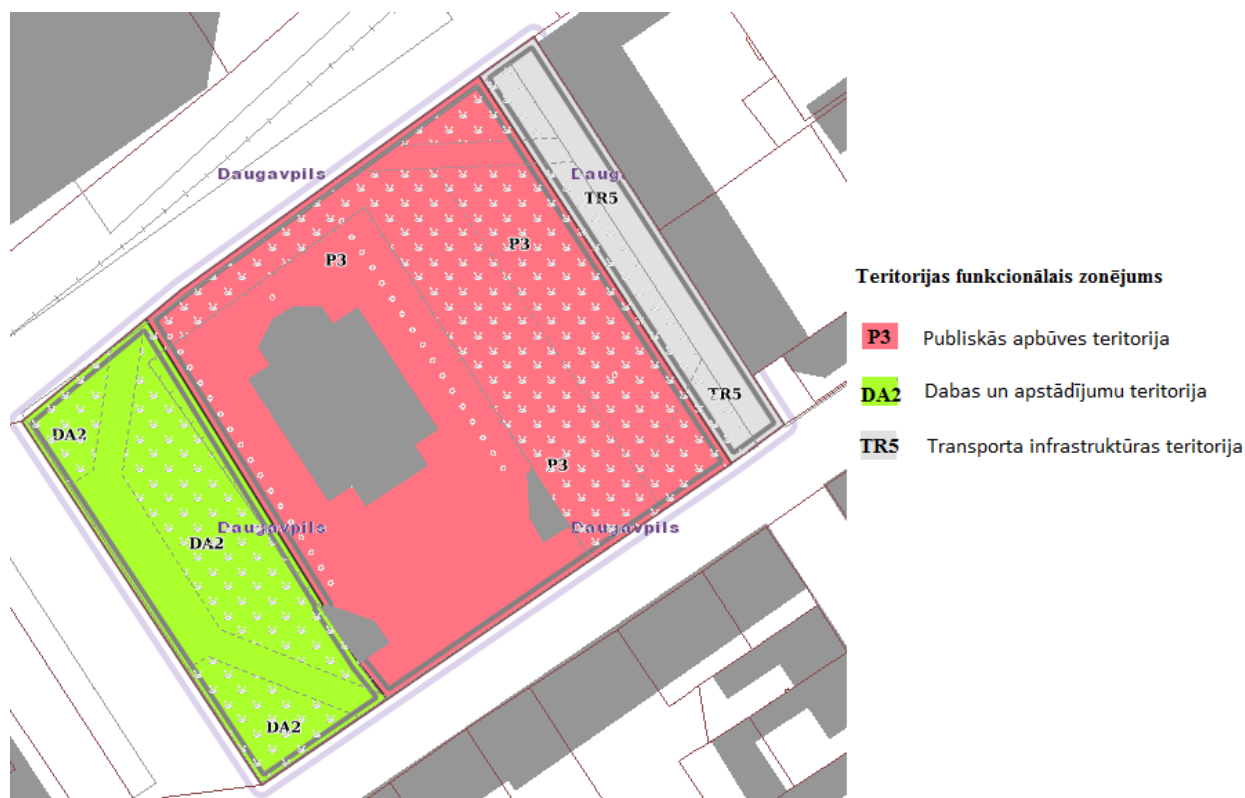 Daugavpils
Dauga
TR5
P3
P3
TR5
DA2
P3
Daugavpils
Daugavpils
DA2
DA2
Teritorijas funkcionālais zonējums
P3 Publiskās apbūves teritorija
DA2 Dabas un apstādījumu teritorija
TR5 Transporta infrastruktūras teritorija